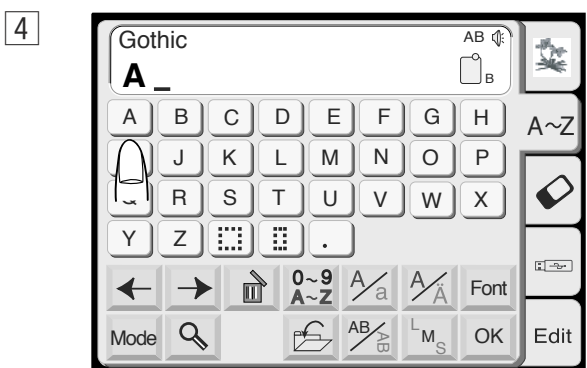 4
Gothic
AB
A _
B
A B C D E F G H
A~Z
J K L M N O P
R S T U V W X
Y Z .
0~9
A~Z
A/a
A/Ä
Font
Mode
AB/AB
L M S
OK
Edit